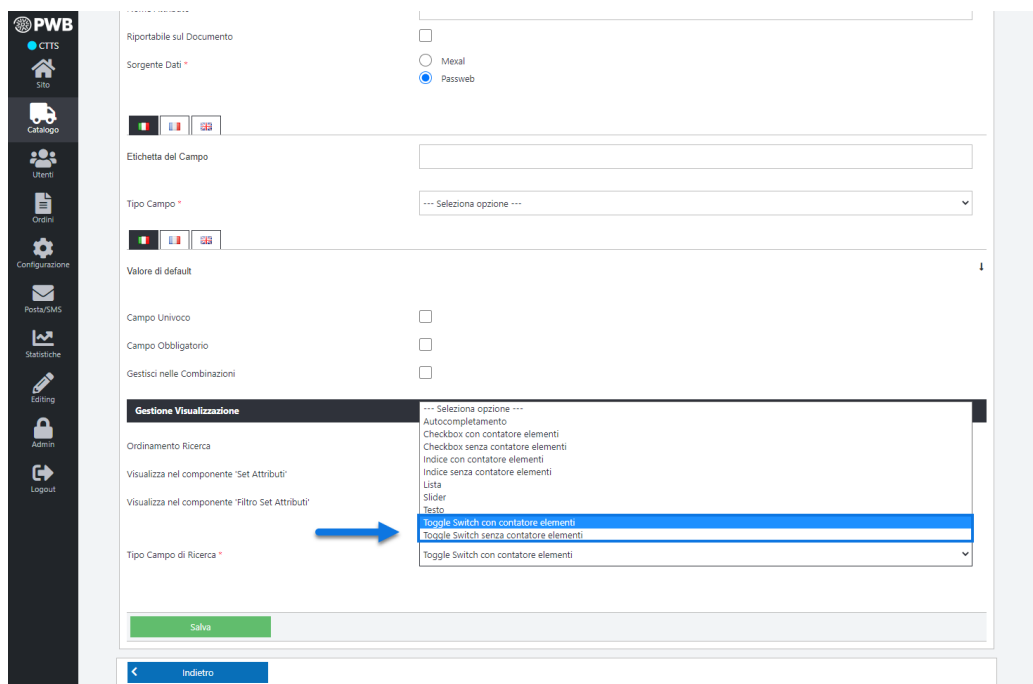 PWB
CTTS
Sito
Catalogo
Utenti
Ordini
Configurazione
Posta/SMS
Statistiche
Editing
Admin
Logout
Riportabile sul Documento
Sorgente Dati *
Mexal
Passweb
Etichetta del Campo
Tipo Campo *
--- Seleziona opzione ---
Valore di default
Campo Univoco
Campo Obbligatorio
Gestisci nelle Combinazioni
Gestione Visualizzazione
Ordinamento Ricerca
Visualizza nel componente 'Set Attributi'
Visualizza nel componente 'Filtro Set Attributi'
--- Seleziona opzione ---
Autocompletamento
Checkbox con contatore elementi
Checkbox senza contatore elementi
Indice con contatore elementi
Indice senza contatore elementi
Lista
Slider
Testo
Toggle Switch con contatore elementi
Toggle Switch senza contatore elementi
Tipo Campo di Ricerca *
Toggle Switch con contatore elementi
Salva
Indietro